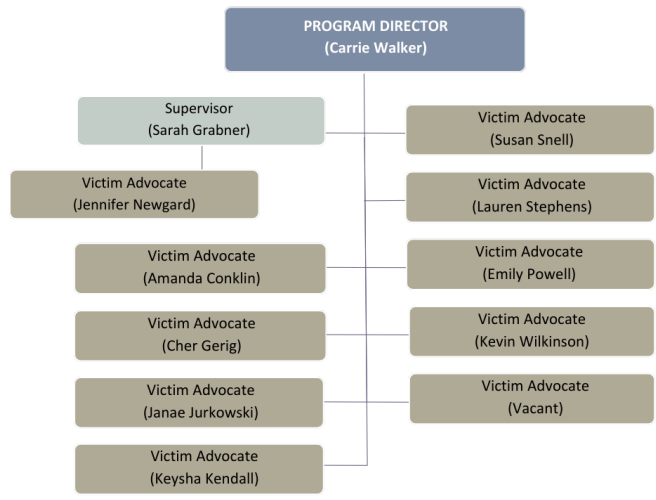 PROGRAM DIRECTOR
(Carrie Walker)
Supervisor
(Sarah Grabner)
Victim Advocate
(Susan Snell)
Victim Advocate
(Jennifer Newgard)
Victim Advocate
(Lauren Stephens)
Victim Advocate
(Amanda Conklin)
Victim Advocate
(Emily Powell)
Victim Advocate
(Cher Gerig)
Victim Advocate
(Kevin Wilkinson)
Victim Advocate
(Janae Jurkowski)
Victim Advocate
(Vacant)
Victim Advocate
(Keysha Kendall)